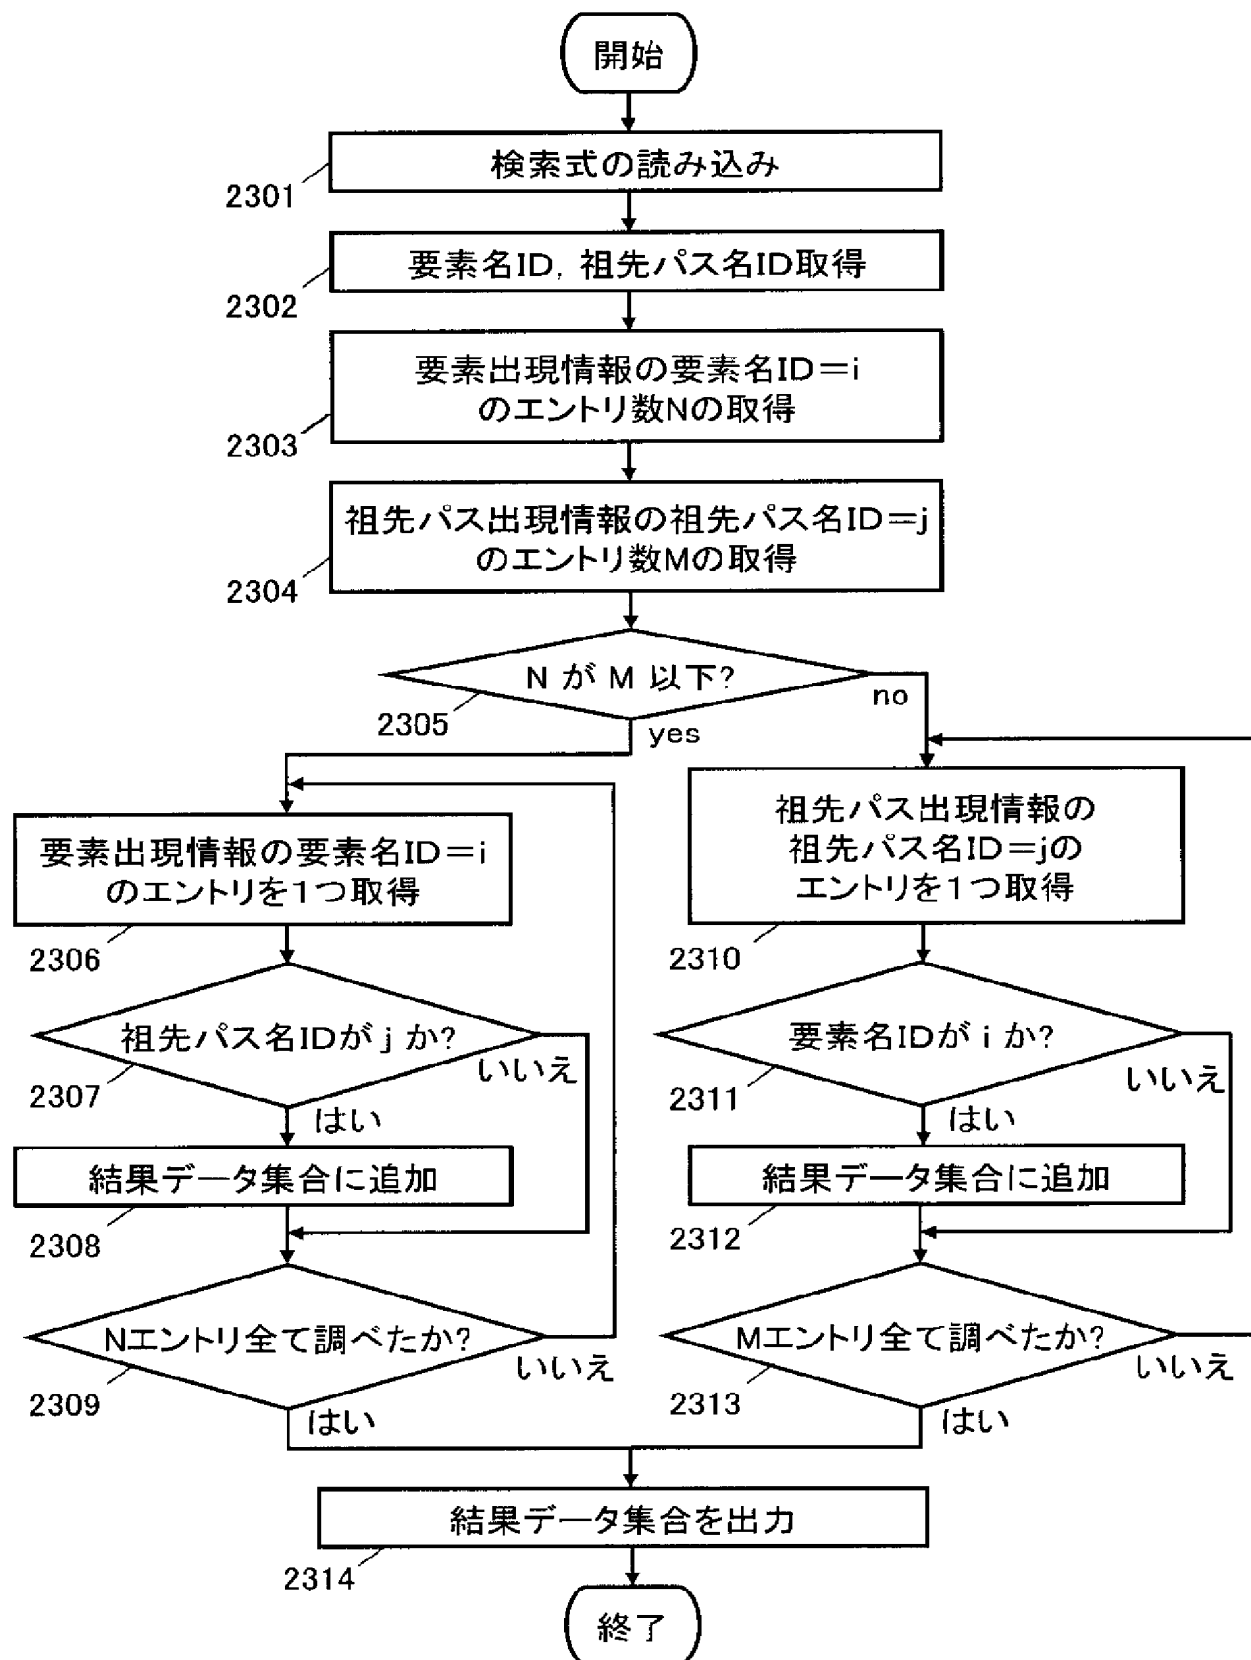 開始
検索式の読み込み
2301
要素名ID, 祖先パス名ID取得
2302
要素出現情報の要素名ID=i
のエントリ数Nの取得
2303
祖先パス出現情報の祖先パス名ID=j
のエントリ数Mの取得
2304
N が M 以下?
2305
yes
no
要素出現情報の要素名ID=i
のエントリを1つ取得
2306
祖先パス名IDが j か?
2307
いいえ
はい
結果データ集合に追加
2308
Nエントリ全て調べたか?
2309
いいえ
はい
祖先パス出現情報の
祖先パス名ID=jの
エントリを1つ取得
2310
要素名IDが i か?
2311
いいえ
はい
結果データ集合に追加
2312
Mエントリ全て調べたか?
2313
いいえ
はい
結果データ集合を出力
2314
終了